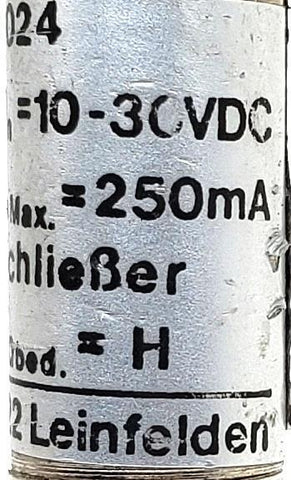 024
=10-30VDC
Max. =250mA
chließer
bed. = H
2 Leinfelden